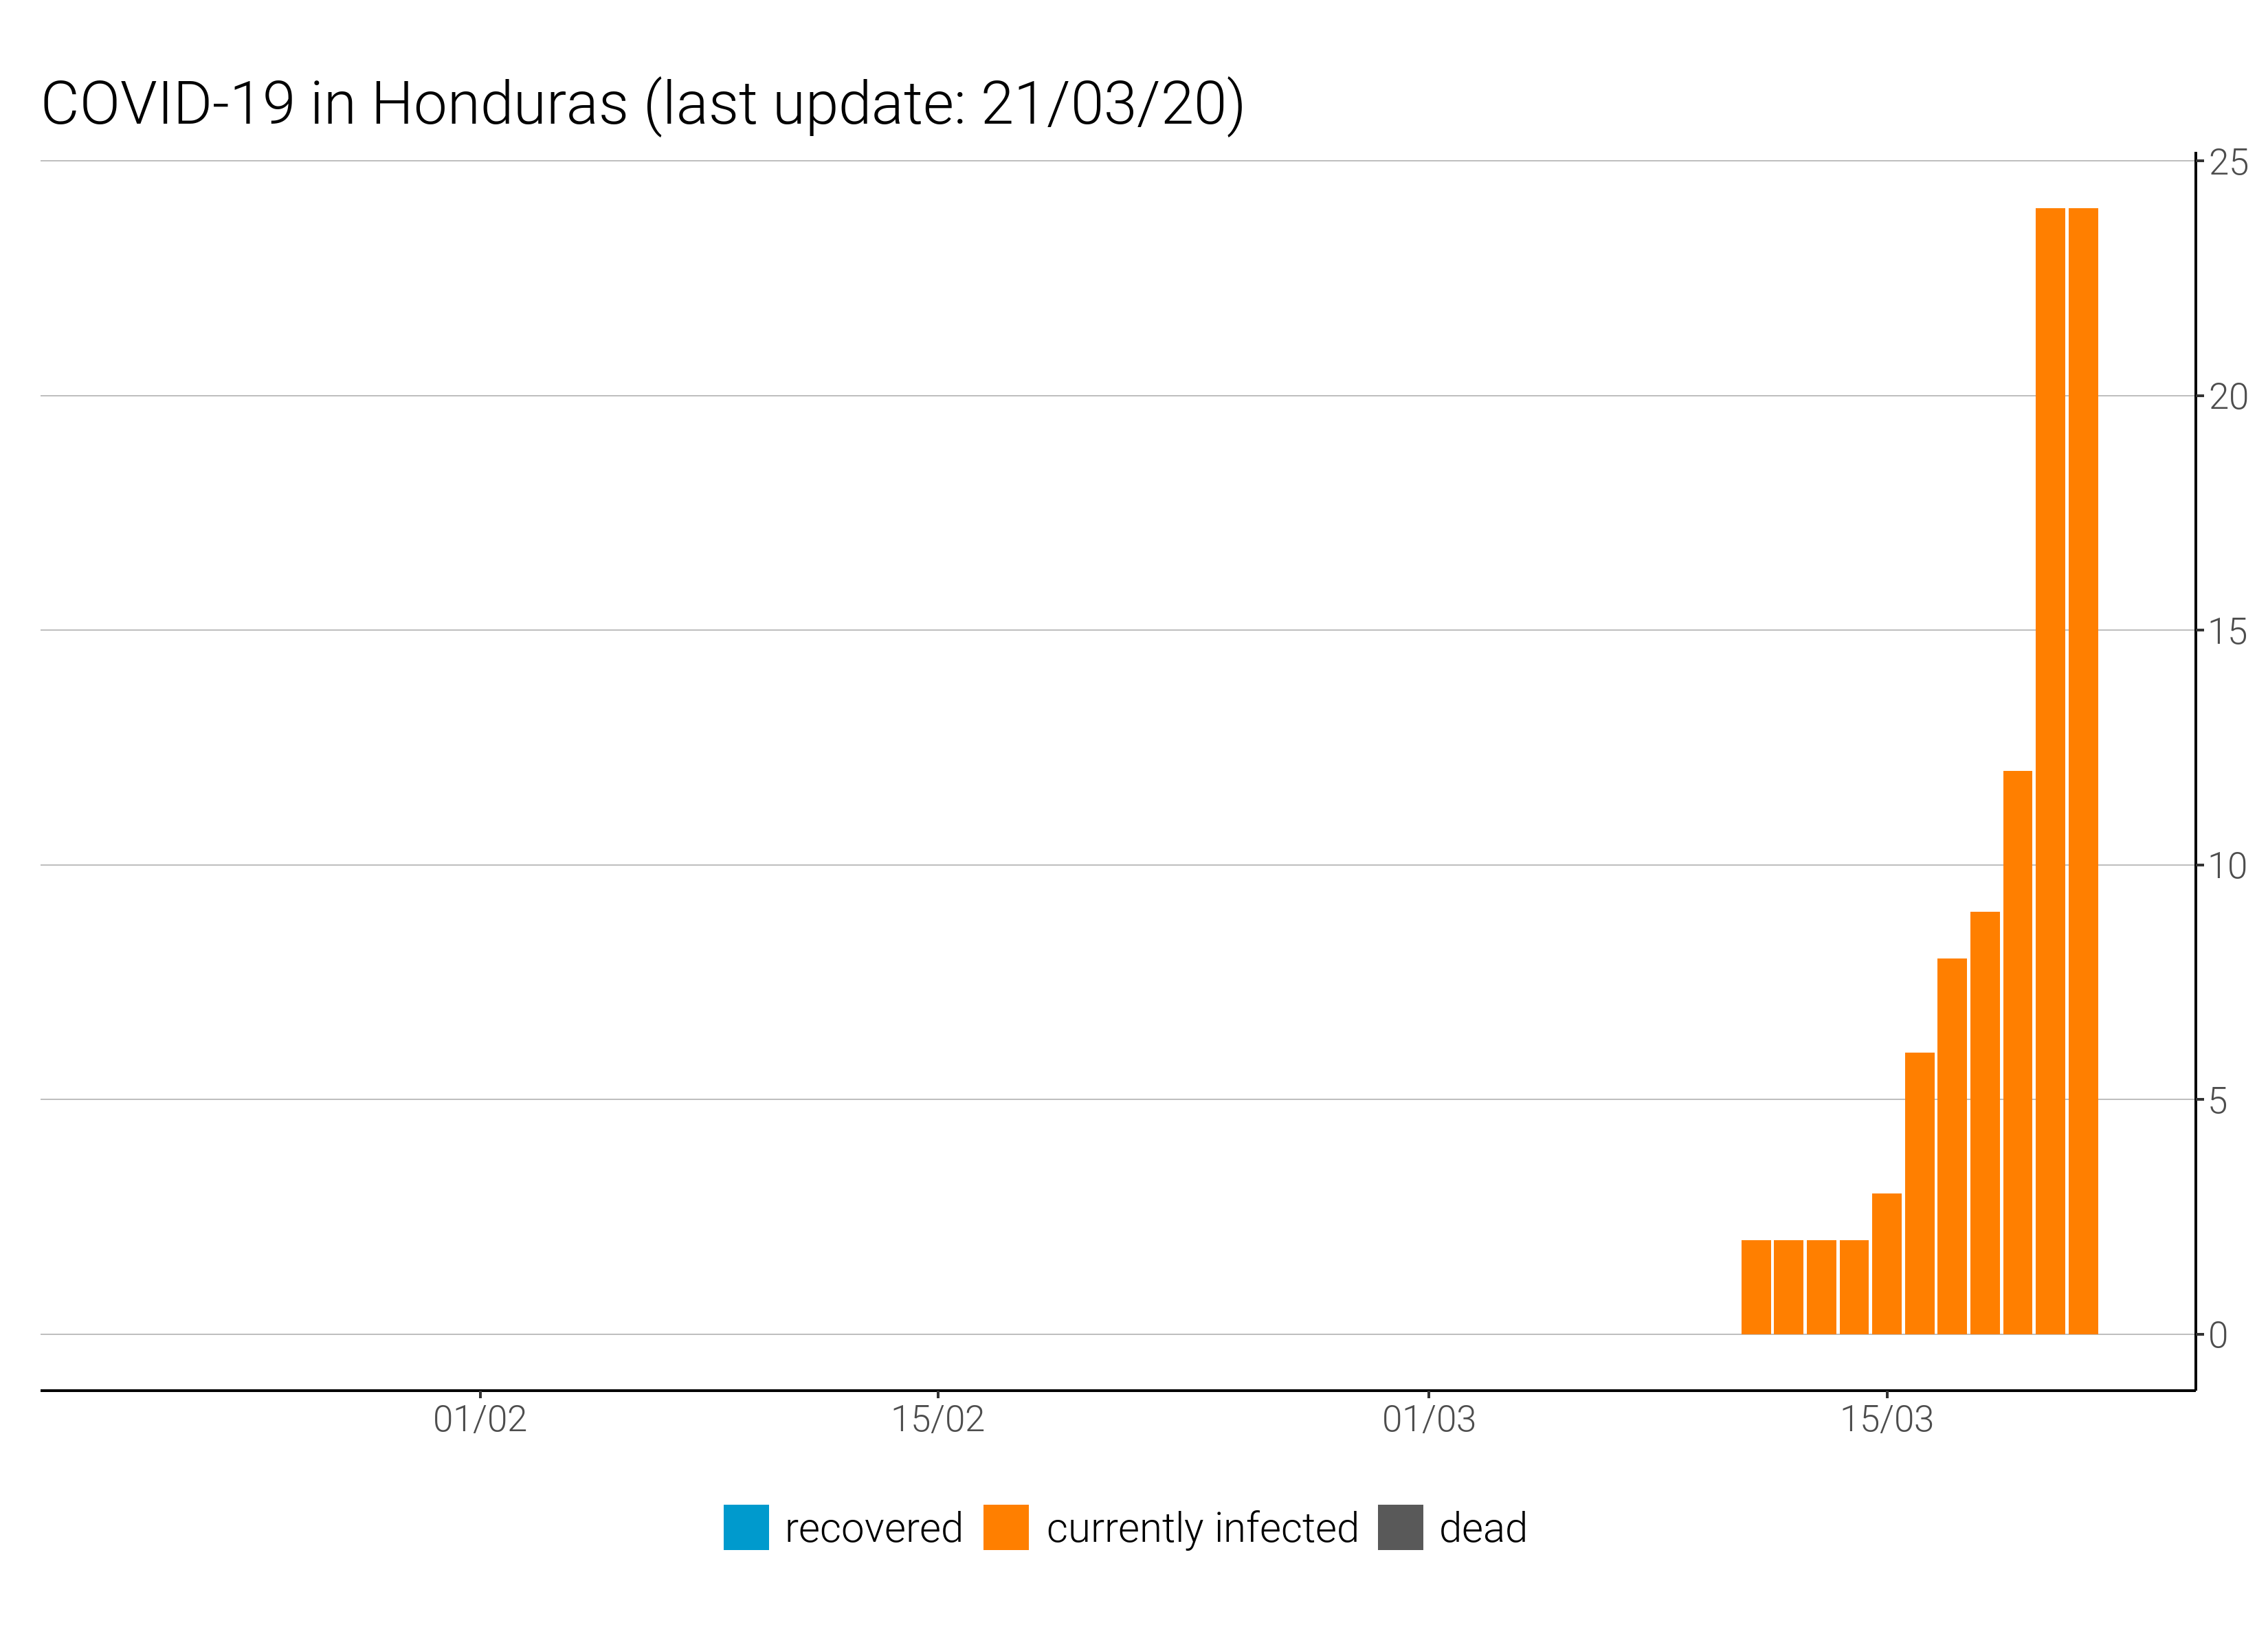 COVID-19 in Honduras (last update: 21/03/20)
25
20
15
10
5
0
01/02 15/02 01/03 15/03
recovered currently infected dead